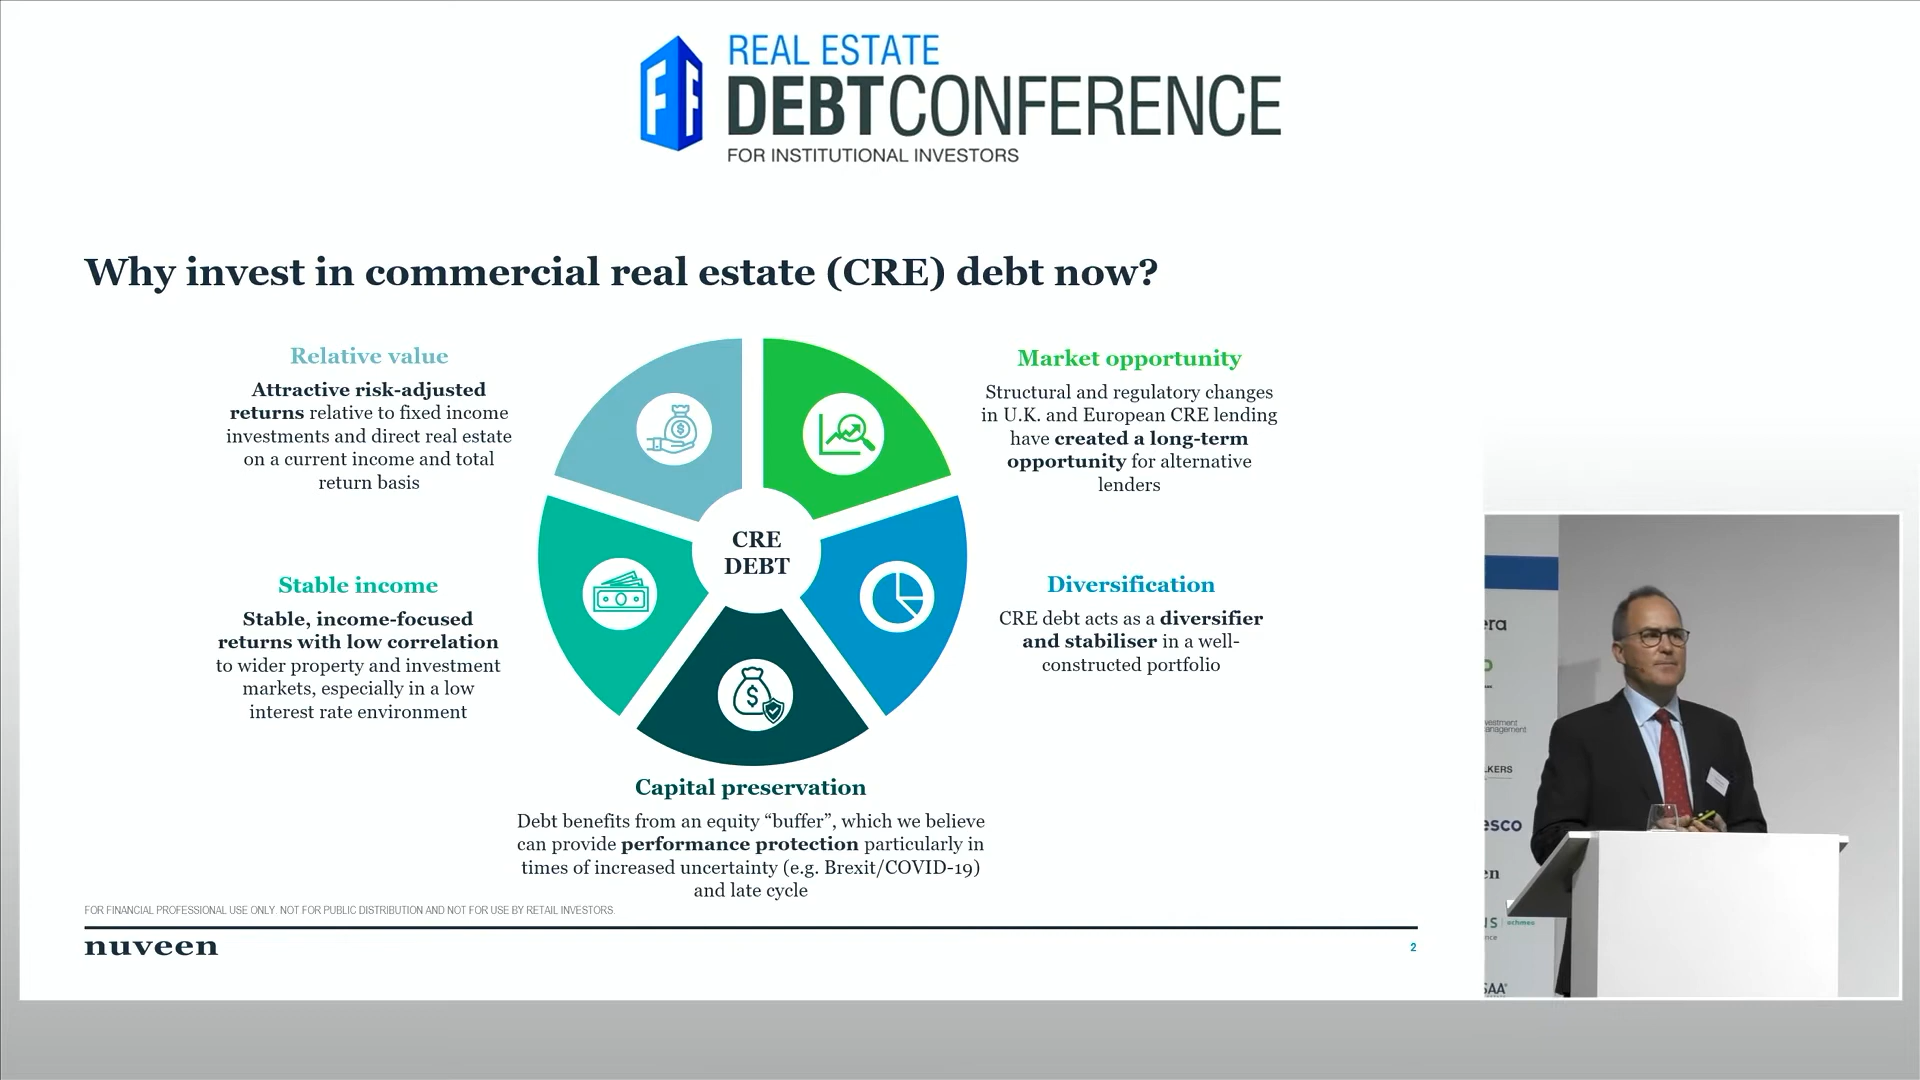 REAL ESTATE
DEBTCONFERENCE
FOR INSTITUTIONAL INVESTORS
Why invest in commercial real estate (CRE) debt now?
Relative value
Attractive risk-adjusted
returns relative to fixed income
investments and direct real estate
on a current income and total
return basis
Market opportunity
Structural and regulatory changes
in U.K. and European CRE lending
have created a long-term
opportunity for alternative
lenders
CRE
DEBT
Stable income
Stable, income-focused
returns with low correlation
to wider property and investment
markets, especially in a low
interest rate environment
Diversification
CRE debt acts as a diversifier
and stabiliser in a well-
constructed portfolio
Capital preservation
Debt benefits from an equity “buffer”, which we believe
can provide performance protection particularly in
times of increased uncertainty (e.g. Brexit/COVID-19)
and late cycle
FOR FINANCIAL PROFESSIONAL USE ONLY. NOT FOR PUBLIC DISTRIBUTION AND NOT FOR USE BY RETAIL INVESTORS.
nuveen
2